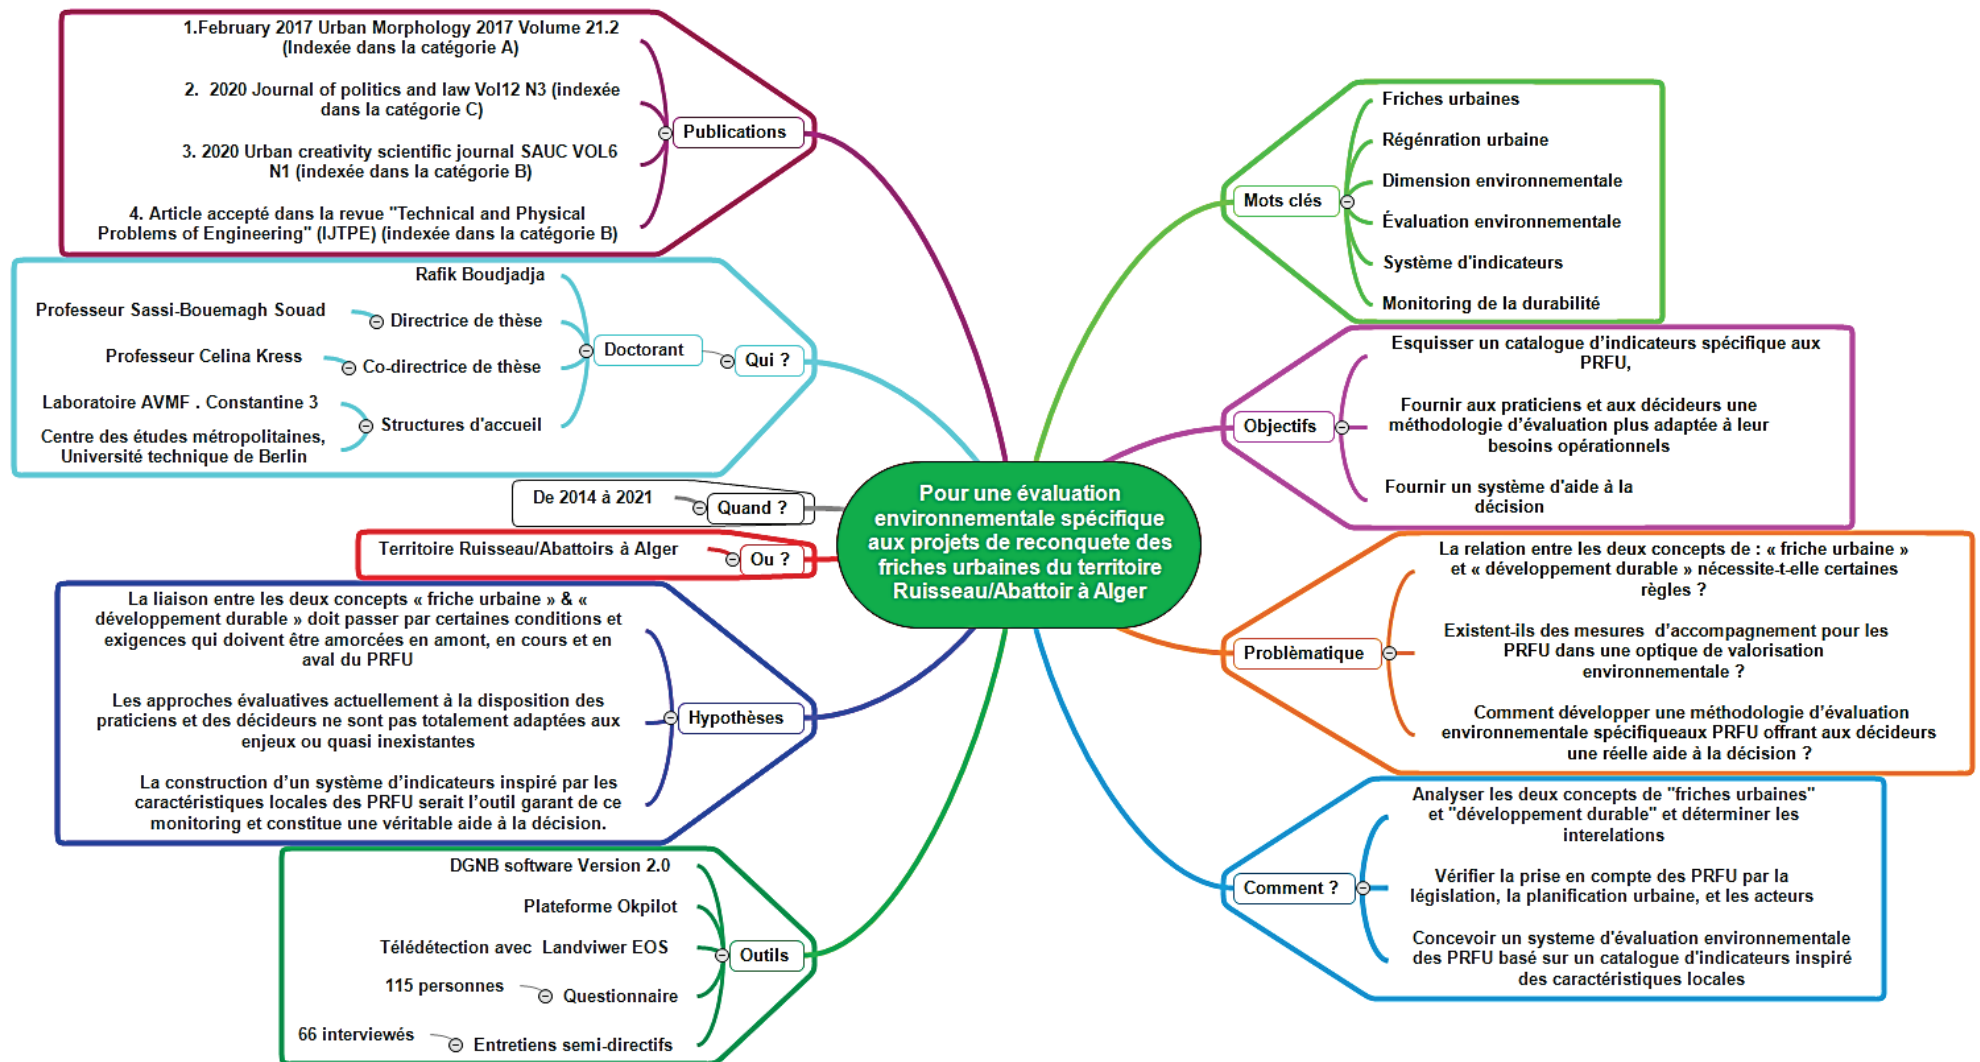 Pour une évaluation
environnementale spécifique
aux projets de reconquete des
friches urbaines du territoire
Ruisseau/Abattoir à Alger
Publications
1.February 2017 Urban Morphology 2017 Volume 21.2
(Indexée dans la catégorie A)
2. 2020 Journal of politics and law Vol12 N3 (indexée
dans la catégorie C)
3. 2020 Urban creativity scientific journal SAUC VOL6
N1 (indexée dans la catégorie B)
4. Article accepté dans la revue "Technical and Physical
Problems of Engineering" (IJTPE) (indexée dans la catégorie B)
Qui ?
Doctorant
Rafik Boudjadja
Directrice de thèse
Professeur Sassi-Bouemagh Souad
Co-directrice de thèse
Professeur Celina Kress
Structures d'accueil
Laboratoire AVMF . Constantine 3
Centre des études métropolitaines,
Université technique de Berlin
Quand ?
De 2014 à 2021
Ou ?
Territoire Ruisseau/Abattoirs à Alger
Hypothèses
La liaison entre les deux concepts « friche urbaine » & «
développement durable » doit passer par certaines conditions et
exigences qui doivent être amorcées en amont, en cours et en
aval du PRFU
Les approches évaluatives actuellement à la disposition des
praticiens et des décideurs ne sont pas totalement adaptées aux
enjeux ou quasi inexistantes
La construction d'un système d'indicateurs inspiré par les
caractéristiques locales des PRFU serait l'outil garant de ce
monitoring et constitue une véritable aide à la décision.
Outils
DGNB software Version 2.0
Plateforme Okpilot
Télédétection avec Landviwer EOS
Questionnaire
115 personnes
Entretiens semi-directifs
66 interviewés
Mots clés
Friches urbaines
Régénration urbaine
Dimension environnementale
Évaluation environnementale
Système d'indicateurs
Monitoring de la durabilité
Objectifs
Esquisser un catalogue d'indicateurs spécifique aux
PRFU,
Fournir aux praticiens et aux décideurs une
méthodologie d'évaluation plus adaptée à leur
besoins opérationnels
Fournir un système d'aide à la
décision
Problèmatique
La relation entre les deux concepts de : « friche urbaine »
et « développement durable » nécessite-t-elle certaines
règles ?
Existent-ils des mesures d'accompagnement pour les
PRFU dans une optique de valorisation
environnementale ?
Comment développer une méthodologie d'évaluation
environnementale spécifiqueaux PRFU offrant aux décideurs
une réelle aide à la décision ?
Comment ?
Analyser les deux concepts de "friches urbaines"
et "développement durable" et déterminer les
interelations
Vérifier la prise en compte des PRFU par la
législation, la planification urbaine, et les acteurs
Concevoir un systeme d'évaluation environnementale
des PRFU basé sur un catalogue d'indicateurs inspiré
des caractéristiques locales